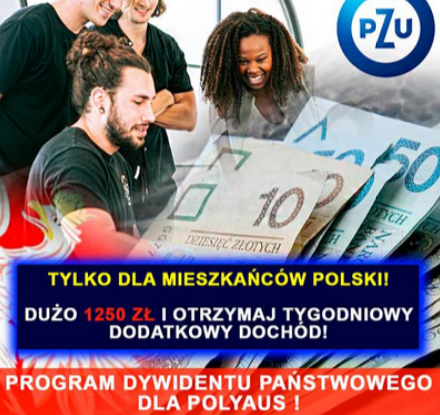 PZU
10
50
DZIESIĘĆ ZŁOTYCH
TYLKO DLA MIESZKAŃCÓW POLSKI!
DUŻO 1250 ZŁ I OTRZYMAJ TYGODNIOWY
DODATKOWY DOCHÓD!
PROGRAM DYWIDENTU PAŃSTWOWEGO
DLA POLYAUS !